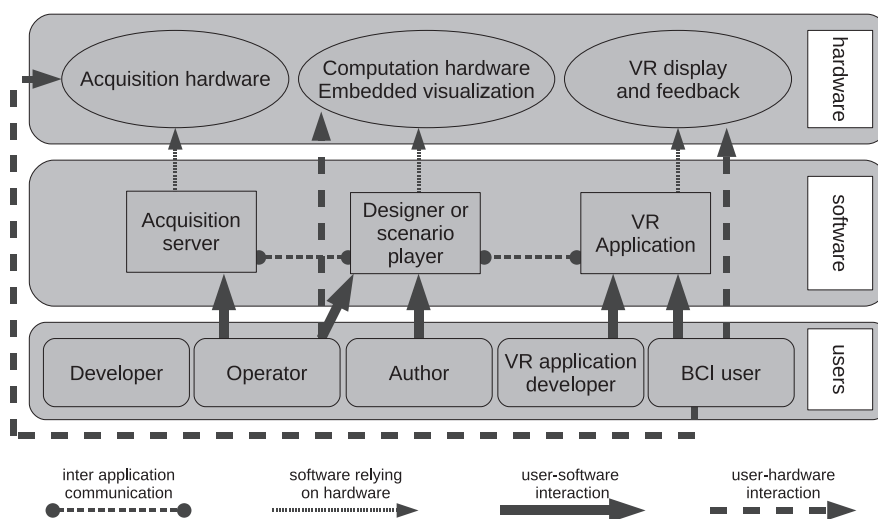 Acquisition hardware
Computation hardware
Embedded visualization
VR display
and feedback
hardware
Acquisition
server
Designer or
scenario
player
VR
Application
software
Developer
Operator
Author
VR application
developer
BCI user
users
inter application
communication
software relying
on hardware
user-software
interaction
user-hardware
interaction